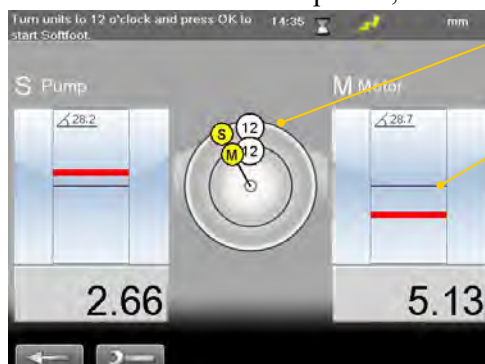 Turn units to 12 o'clock and press OK to
start Softfoot.
14:35
mm
S Pump
M Motor
28.2
28.7
S
12
M
12
2.66
5.13